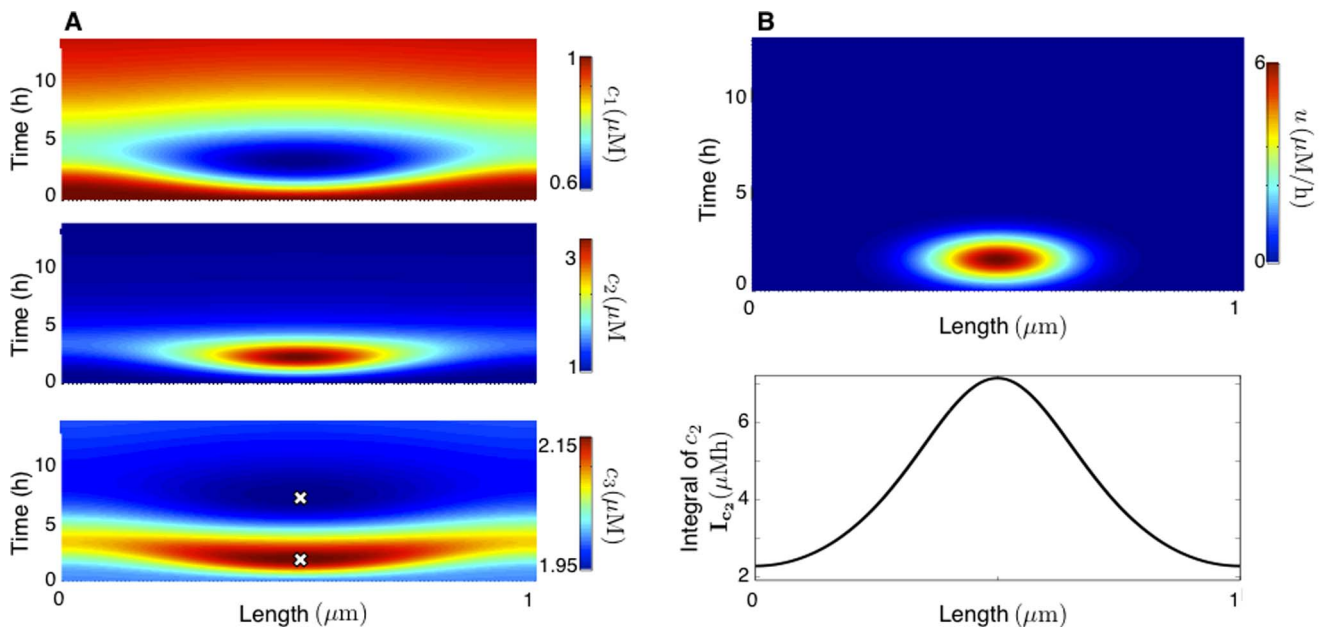 A
10
5
0
Time (h)
1
0.6
c₁(μM)
10
5
0
Time (h)
3
1
c₂(μM
10
5
0
Time (h)
2.15
1.95
c₃(μM)
0
1
Length (μm)
B
10
5
0
Time (h)
6
0
u (μM/h)
0
1
Length (μm)
6
4
2
Integral of c₂
I_c₂(μMh)
0
1
Length (μm)